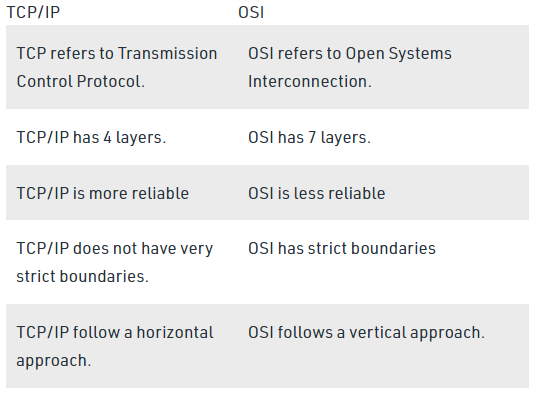 TCP/IP OSI
TCP refers to Transmission OSI refers to Open Systems
Control Protocol. Interconnection.
TCP/IP has 4 layers. OSI has 7 layers.
TCP/IP is more reliable OSI is less reliable
TCP/IP does not have very OSI has strict boundaries
strict boundaries.
TCP/IP follow a horizontal OSI follows a vertical approach.
approach.